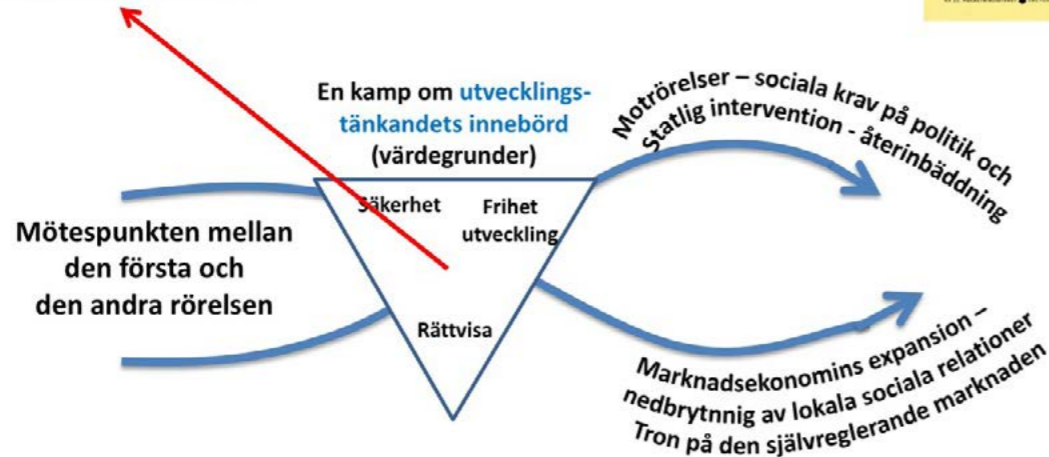 En kamp om utvecklings-
tänkandets innebörd
(värdegrunder)
Säkerhet
Frihet
utveckling
Rättvisa
Mötespunkten mellan
den första och
den andra rörelsen
Motrörelser – sociala krav på politik och
Statlig intervention - återinbäddning
Marknadsekonomins expansion –
nedbrytnnig av lokala sociala relationer
Tron på den självreglerande marknaden